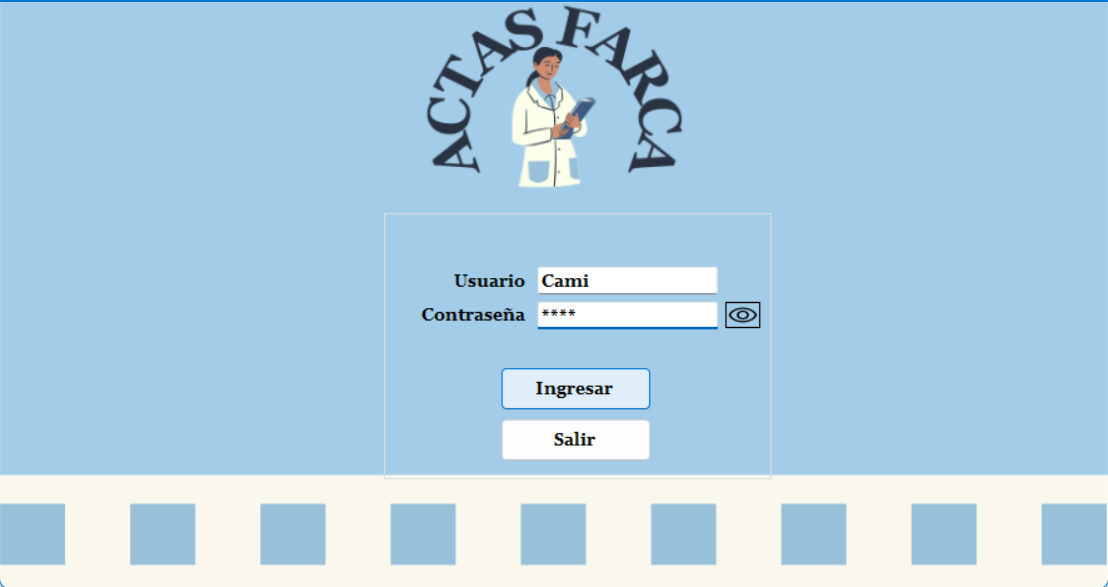 ACTAS FARCA
Usuario Cami
Contraseña ****
Ingresar
Salir